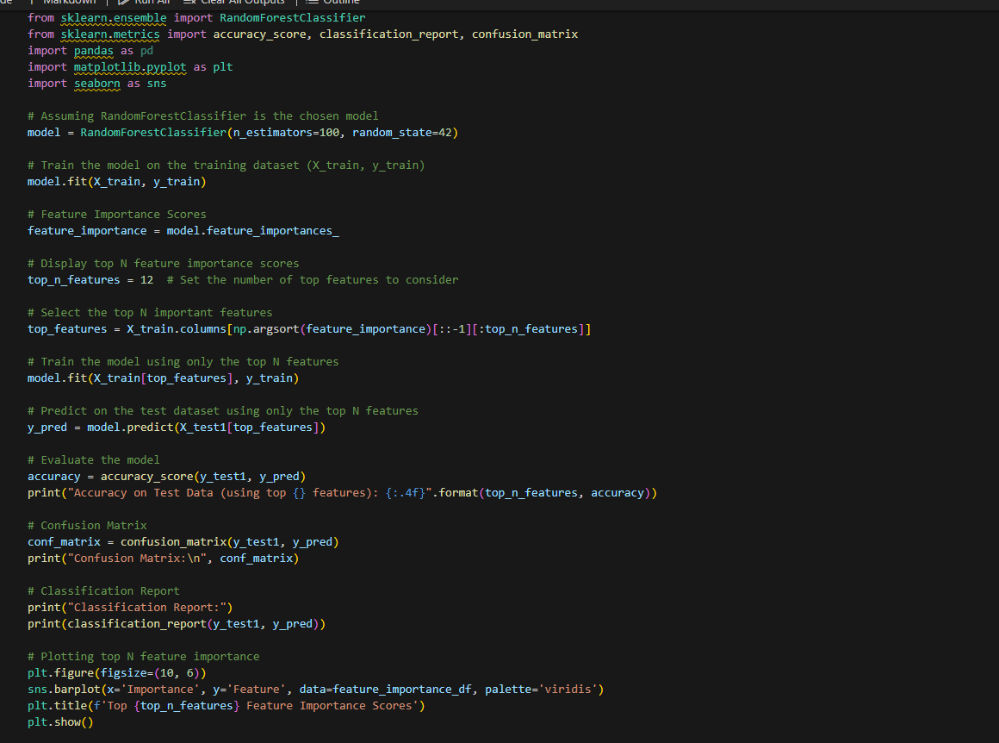 Markdown Run All Clear All Outputs Outline
from sklearn.ensemble import RandomForestClassifier
from sklearn.metrics import accuracy_score, classification_report, confusion_matrix
import pandas as pd
import matplotlib.pyplot as plt
import seaborn as sns
# Assuming RandomForestClassifier is the chosen model
model = RandomForestClassifier(n_estimators=100, random_state=42)
# Train the model on the training dataset (X_train, y_train)
model.fit(X_train, y_train)
# Feature Importance Scores
feature_importance = model.feature_importances_
# Display top N feature importance scores
top_n_features = 12  # Set the number of top features to consider
# Select the top N important features
top_features = X_train.columns[np.argsort(feature_importance)[::-1][:top_n_features]]
# Train the model using only the top N features
model.fit(X_train[top_features], y_train)
# Predict on the test dataset using only the top N features
y_pred = model.predict(X_test1[top_features])
# Evaluate the model
accuracy = accuracy_score(y_test1, y_pred)
print("Accuracy on Test Data (using top {} features): {:.4f}".format(top_n_features, accuracy))
# Confusion Matrix
conf_matrix = confusion_matrix(y_test1, y_pred)
print("Confusion Matrix:\n", conf_matrix)
# Classification Report
print("Classification Report:")
print(classification_report(y_test1, y_pred))
# Plotting top N feature importance
plt.figure(figsize=(10, 6))
sns.barplot(x='Importance', y='Feature', data=feature_importance_df, palette='viridis')
plt.title(f'Top {top_n_features} Feature Importance Scores')
plt.show()